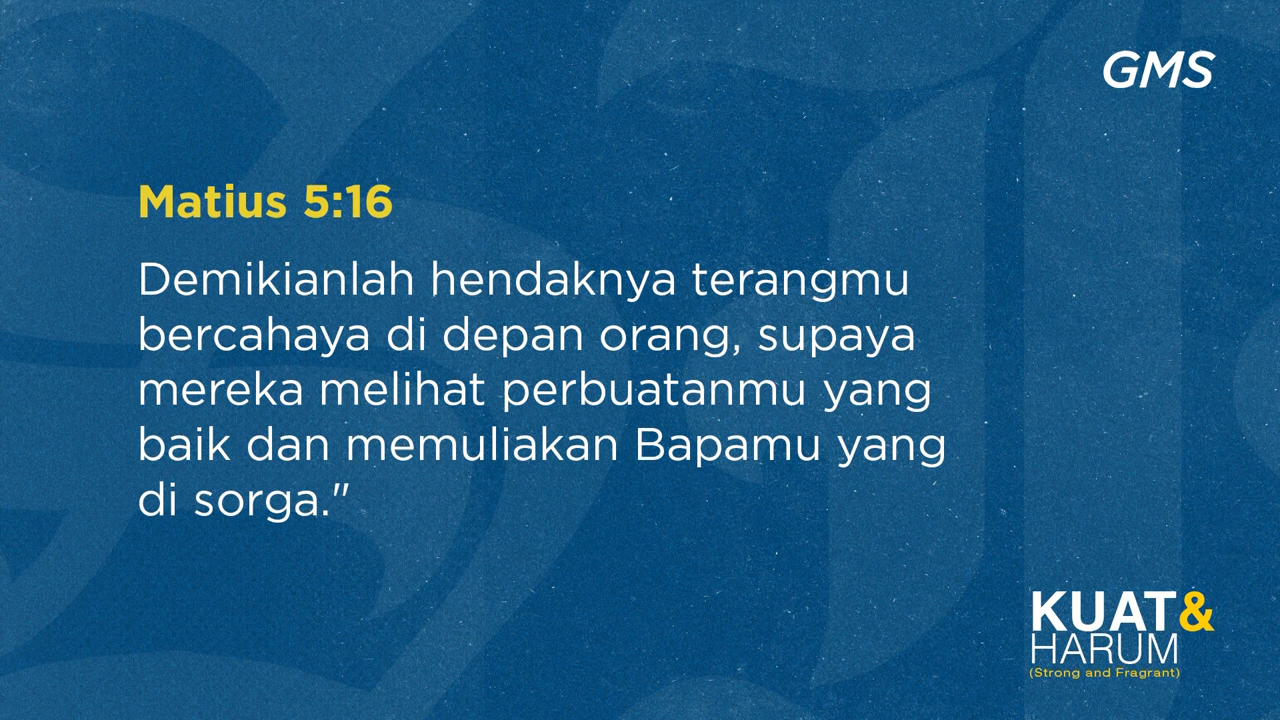 GMS
Matius 5:16
Demikianlah hendaknya terangmu
bercahaya di depan orang, supaya
mereka melihat perbuatanmu yang
baik dan memuliakan Bapamu yang
di sorga."
KUAT&
HARUM
(Strong and Fragrant)